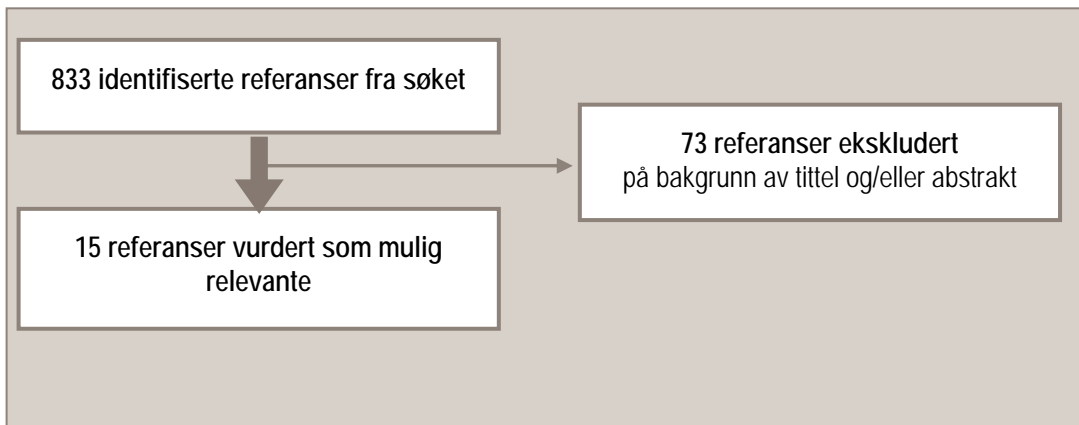 833 identifiserte referanser fra søket
73 referanser ekskludert
på bakgrunn av tittel og/eller abstrakt
15 referanser vurdert som mulig
relevante